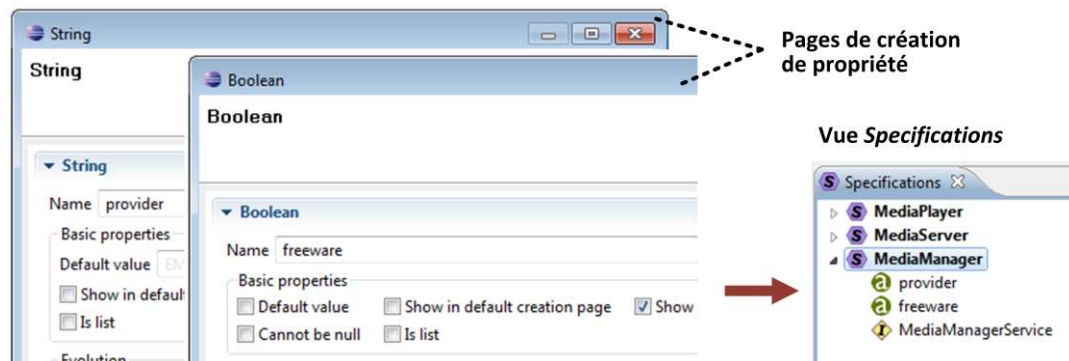 String
String
String
Name provider
Basic properties
Default value
Show in defaul
Is list
Evolution
Boolean
Boolean
Boolean
Name freeware
Basic properties
Default value Show in default creation page Show
Cannot be null Is list
Pages de création
de propriété
Vue Specifications
Specifications
S MediaPlayer
S MediaServer
S MediaManager
a provider
a freeware
MediaManagerService